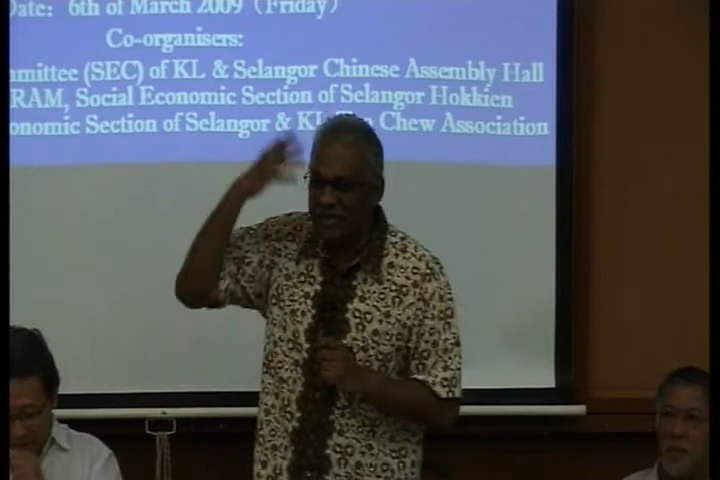 Date: 6th of March 2009 (Friday)
Co-organisers:
mmittee (SEC) of KL & Selangor Chinese Assembly Hall
RAM, Social Economic Section of Selangor Hokkien
onomic Section of Selangor & Chew Association